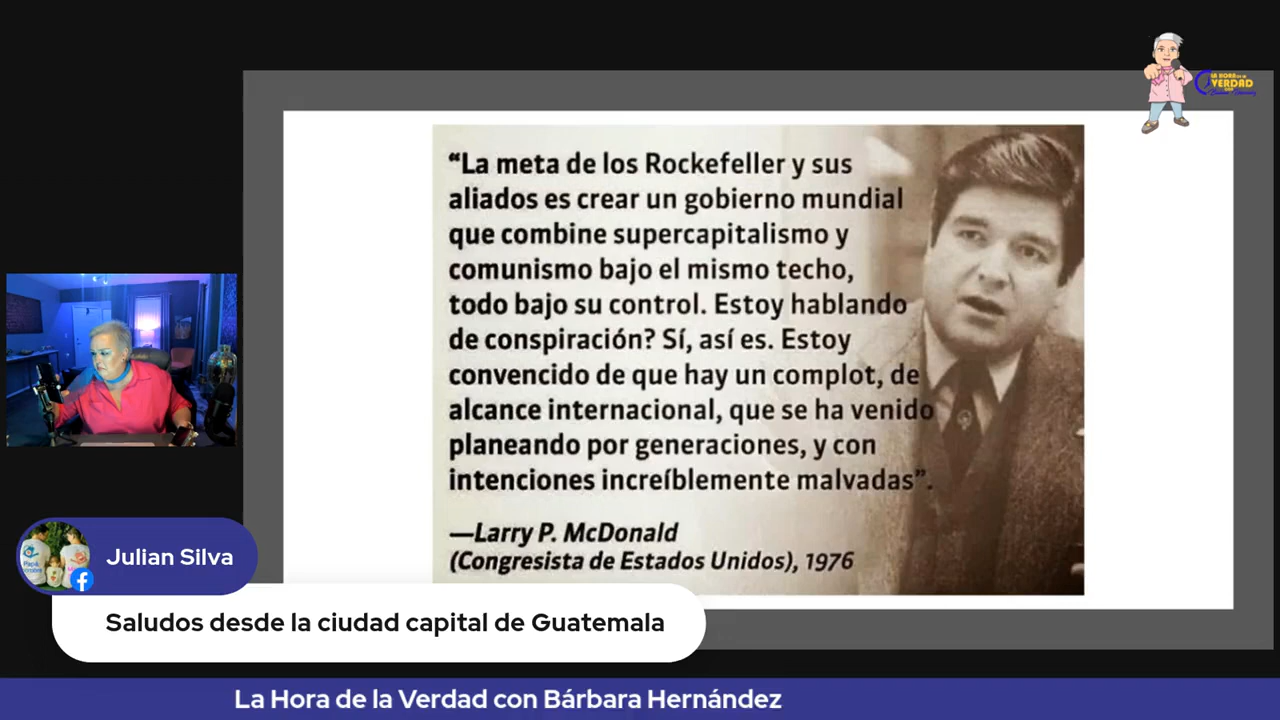 LA HORA DE LA
VERDAD
“La meta de los Rockefeller y sus
aliados es crear un gobierno mundial
que combine supercapitalismo y
comunismo bajo el mismo techo,
todo bajo su control. Estoy hablando
de conspiración? Sí, así es. Estoy
convencido de que hay un complot, de
alcance internacional, que se ha venido
planeando por generaciones, y con
intenciones increíblemente malvadas”.
—Larry P. McDonald
(Congresista de Estados Unidos), 1976
Julian Silva
Saludos desde la ciudad capital de Guatemala
La Hora de la Verdad con Bárbara Hernández